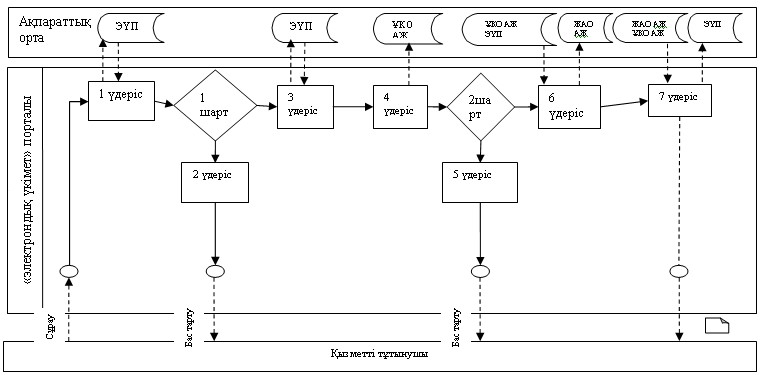 Ақпараттық
орта
ЭҮП
ЭҮП
ҰКО
АЖ
ҰКО АЖ
ЭҮП
ЖАО
АЖ
ЖАО АЖ
ҰКО АЖ
ЭҮП
«электрондық үкімет» порталы
1 үдеріс
1
шарт
3
үдеріс
4
үдеріс
2ша
рт
6
үдеріс
7 үдеріс
2 үдеріс
5 үдеріс
Сұрау
Бас тарту
Бас тарту
Қызметті тұтынушы